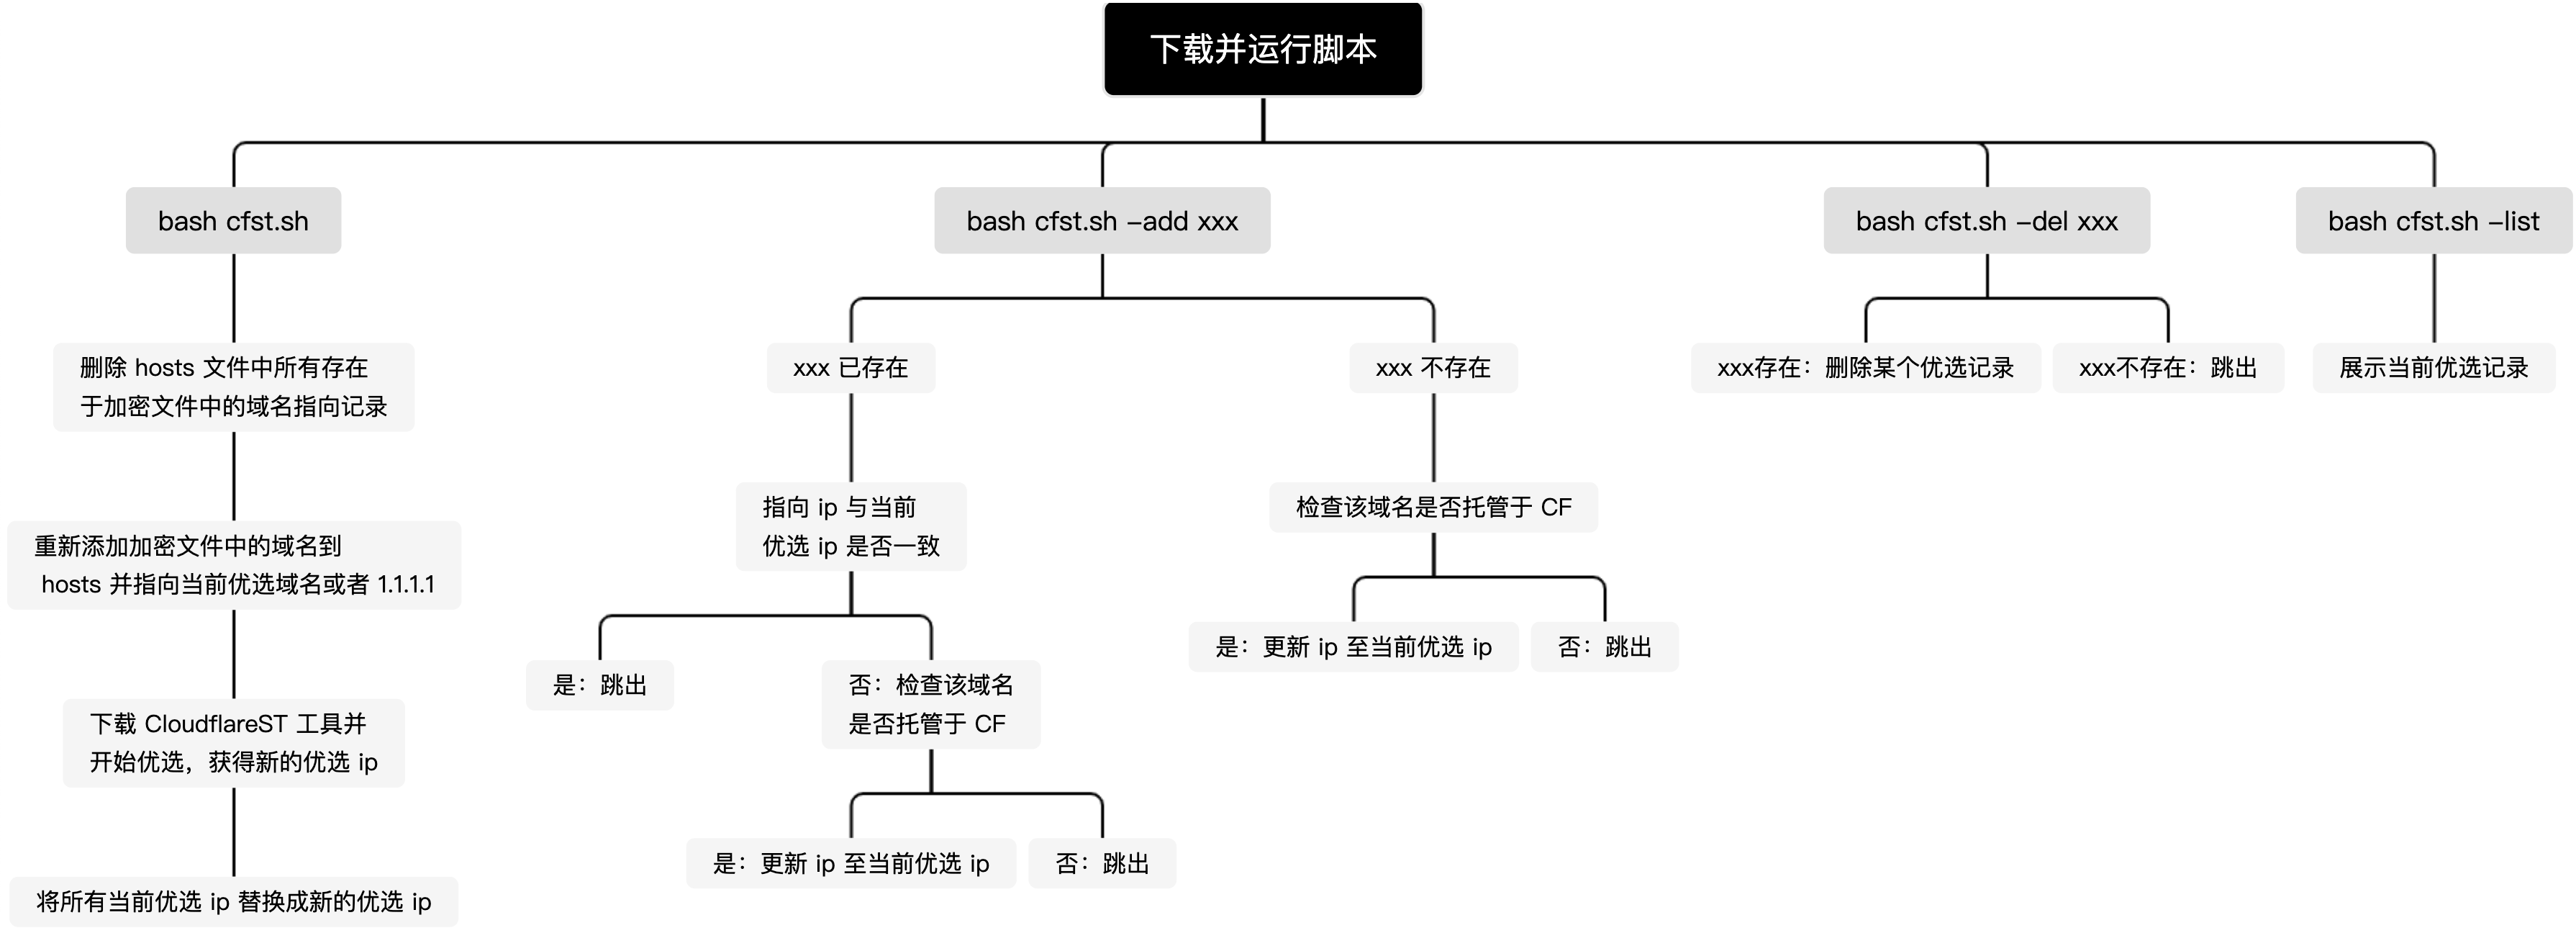 下载并运行脚本
bash cfst.sh
bash cfst.sh -add xxx
bash cfst.sh -del xxx
bash cfst.sh -list
删除 hosts 文件中所有存在
于加密文件中的域名指向记录
xxx 已存在
xxx 不存在
xxx存在：删除某个优选记录
xxx不存在：跳出
展示当前优选记录
重新添加加密文件中的域名到
hosts 并指向当前优选域名或者 1.1.1.1
指向 ip 与当前
优选 ip 是否一致
检查该域名是否托管于 CF
是：更新 ip 至当前优选 ip
否：跳出
下载 CloudflareST 工具并
开始优选，获得新的优选 ip
是：跳出
否：检查该域名
是否托管于 CF
是：更新 ip 至当前优选 ip
否：跳出
将所有当前优选 ip 替换成新的优选 ip